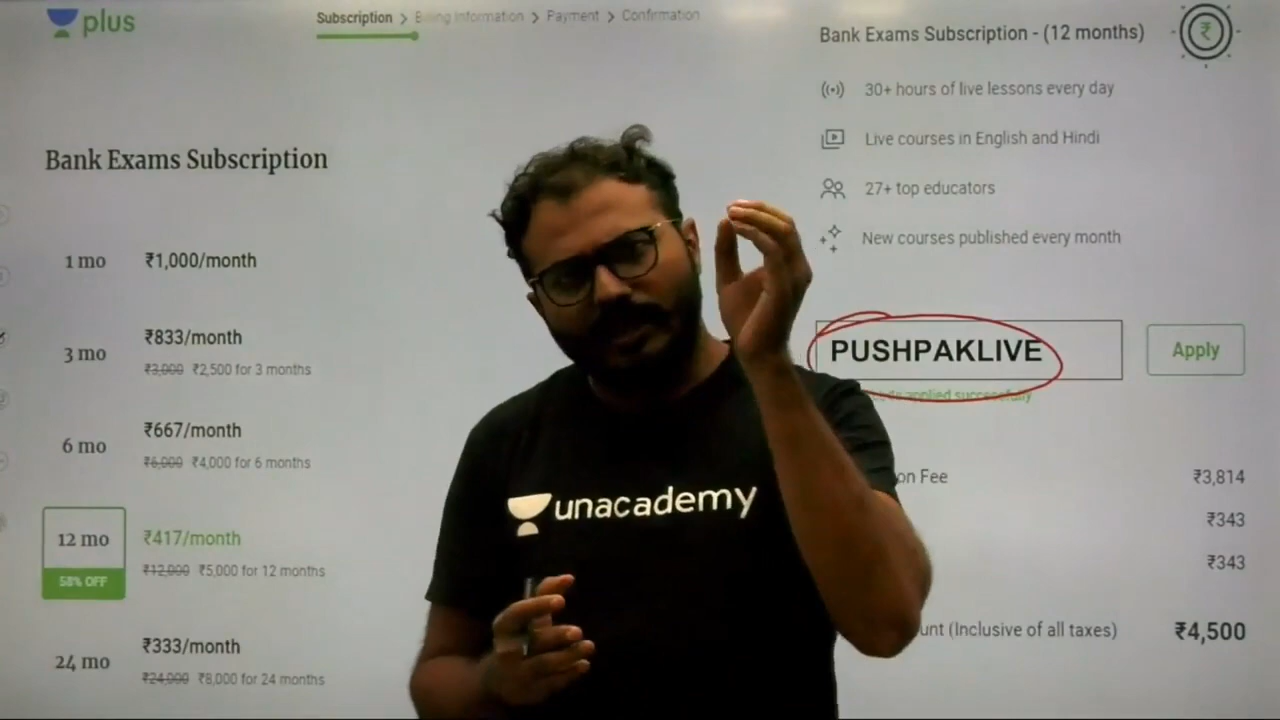 plus
Subscription > Billing Information > Payment > Confirmation
Bank Exams Subscription
1 mo ₹1,000/month
3 mo ₹833/month
₹3,000 ₹2,500 for 3 months
6 mo ₹667/month
₹6,000 ₹4,000 for 6 months
12 mo ₹417/month
58% OFF ₹12,000 ₹5,000 for 12 months
24 mo ₹333/month
₹24,000 ₹8,000 for 24 months
unacademy
Bank Exams Subscription - (12 months)
₹
30+ hours of live lessons every day
Live courses in English and Hindi
27+ top educators
New courses published every month
PUSHPAKLIVE Apply
applied successfully
on Fee ₹3,814
₹343
₹343
unt (Inclusive of all taxes) ₹4,500